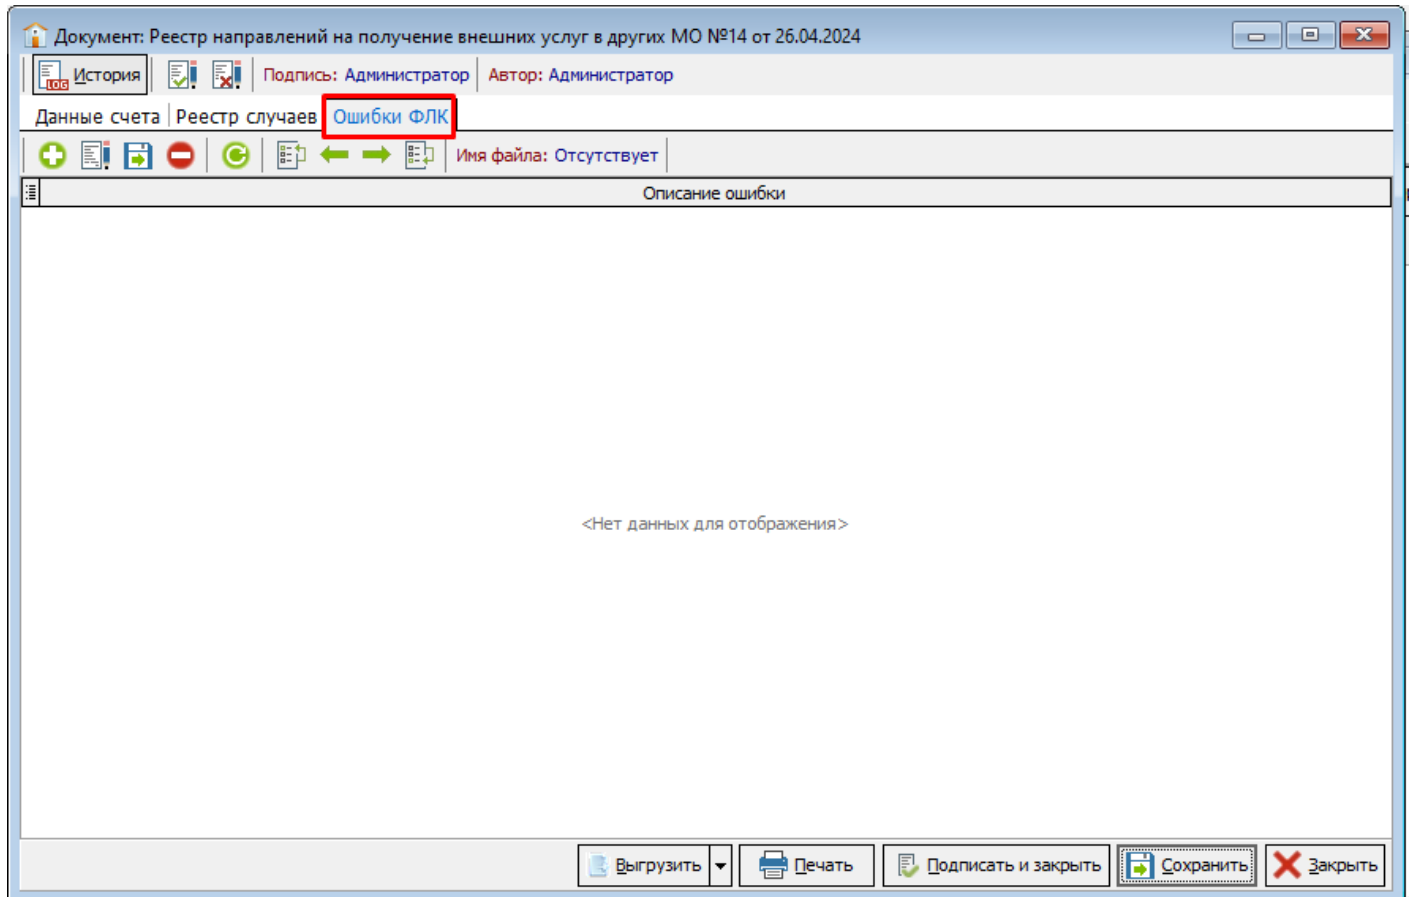 Документ: Реестр направлений на получение внешних услуг в других МО №14 от 26.04.2024
LOG История Подпись: Администратор Автор: Администратор
Данные счета Реестр случаев Ошибки ФЛК
Имя файла: Отсутствует
Описание ошибки
<Нет данных для отображения>
Выгрузить Печать Подписать и закрыть Сохранить Закрыть